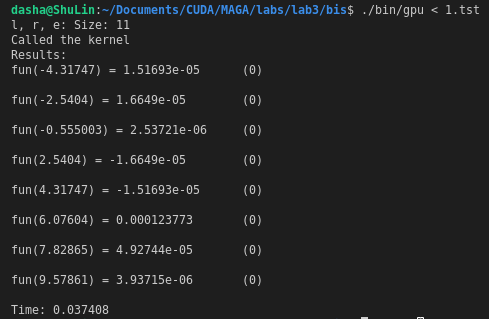 dasha@ShuLin:~/Documents/CUDA/MAGA/labs/lab3/bis$ ./bin/gpu < 1.tst
l, r, e: Size: 11
Called the kernel
Results:
fun(-4.31747) = 1.51693e-05 (0)
fun(-2.5404) = 1.6649e-05 (0)
fun(-0.555003) = 2.53721e-06 (0)
fun(2.5404) = -1.6649e-05 (0)
fun(4.31747) = -1.51693e-05 (0)
fun(6.07604) = 0.000123773 (0)
fun(7.82865) = 4.92744e-05 (0)
fun(9.57861) = 3.93715e-06 (0)
Time: 0.037408